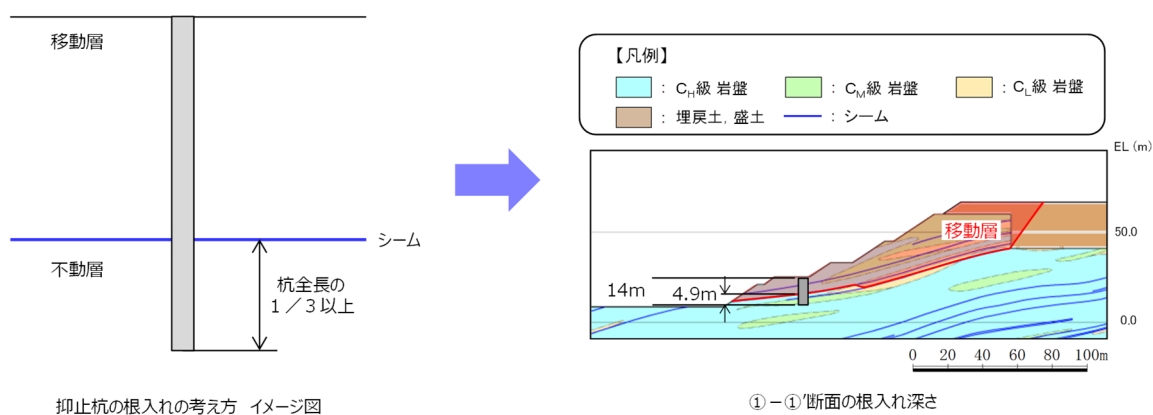 移動層
シーム
不動層
杭全長の
1／3以上
抑止杭の根入れの考え方 イメージ図
【凡例】
： CH級 岩盤
： CM級 岩盤
： CL級 岩盤
： 埋戻土，盛土
： シーム
EL (m)
移動層
50.0
14m
4.9m
0.0
0 20 40 60 80 100m
①－①'断面の根入れ深さ